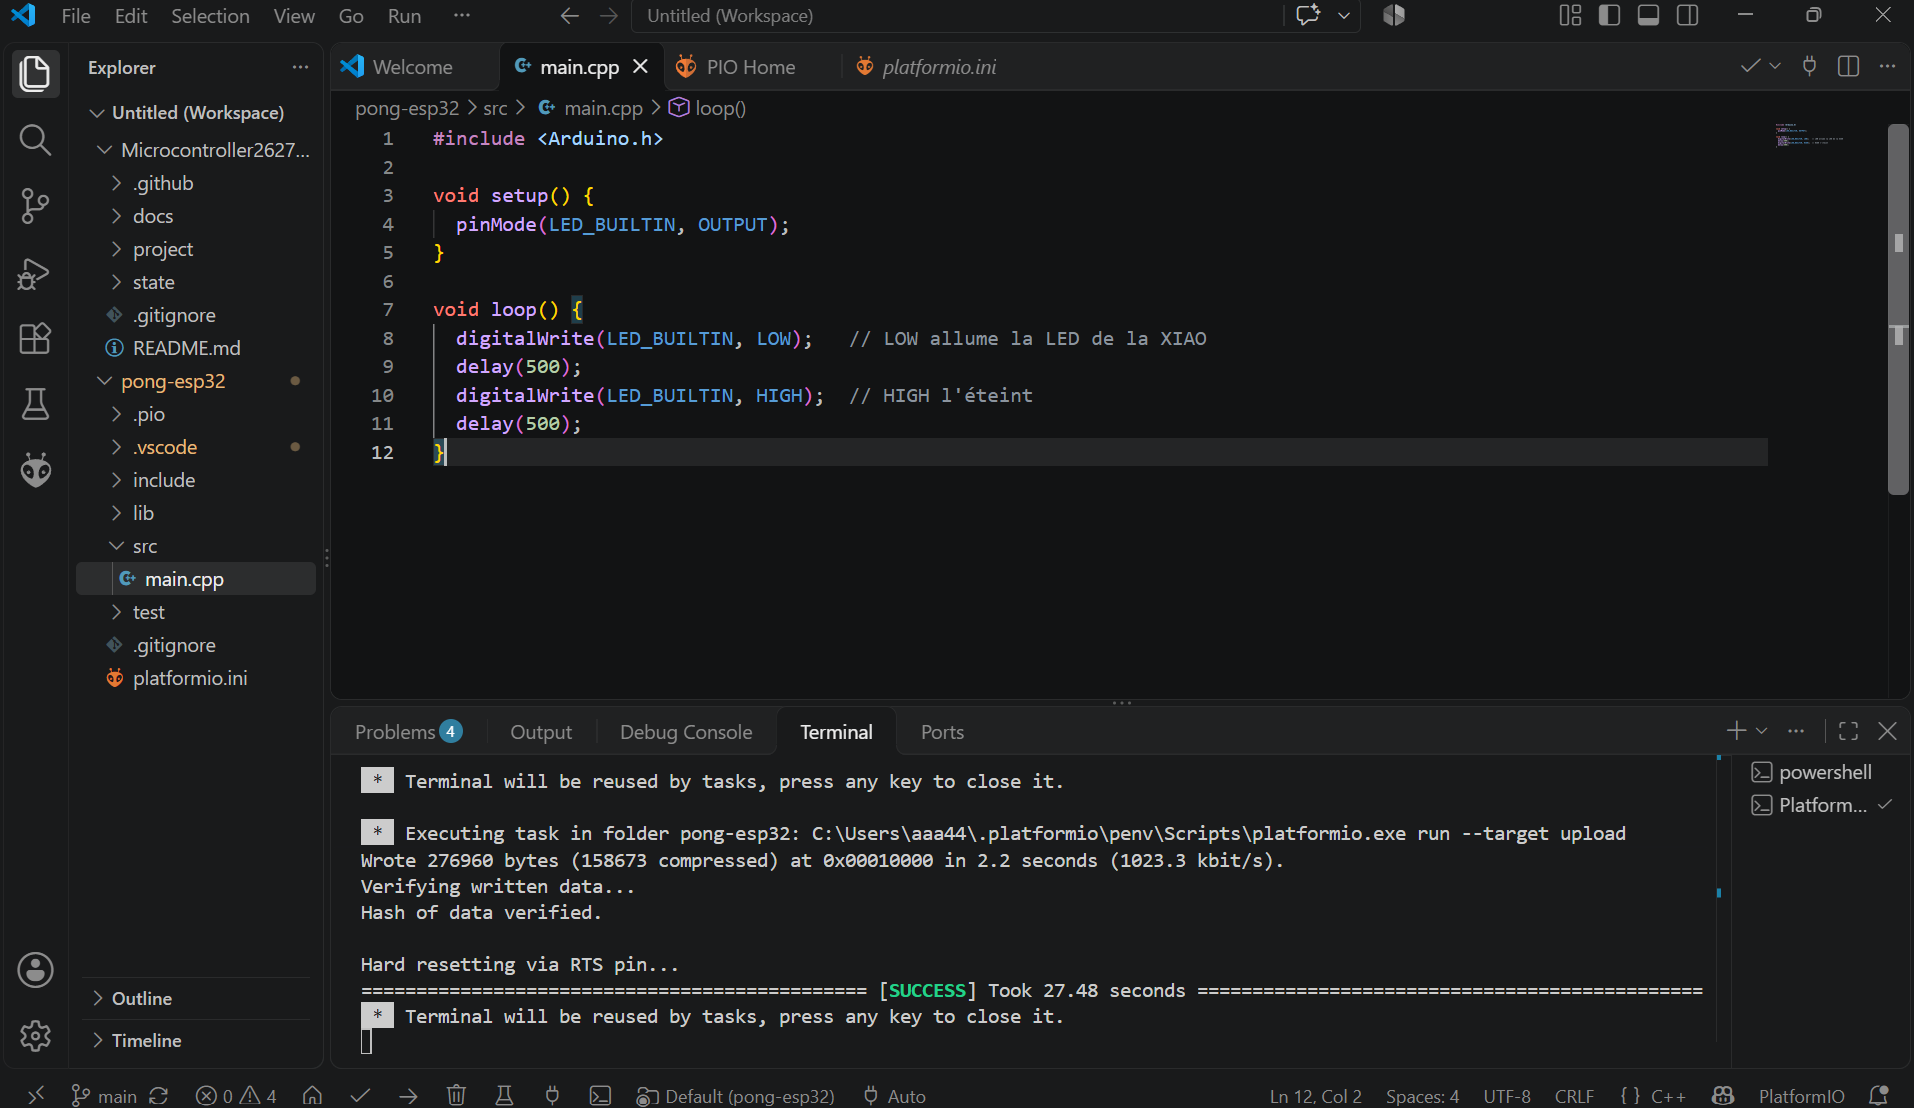 File Edit Selection View Go Run ··· Untitled (Workspace)
Explorer ···
Untitled (Workspace)
Microcontroller2627...
.github
docs
project
state
.gitignore
README.md
pong-esp32
.pio
.vscode
include
lib
src
main.cpp
test
.gitignore
platformio.ini
Outline
Timeline
Welcome main.cpp PIO Home platformio.ini
pong-esp32 > src > main.cpp > loop()
1 #include <Arduino.h>
2
3 void setup() {
4 pinMode(LED_BUILTIN, OUTPUT);
5 }
6
7 void loop() {
8 digitalWrite(LED_BUILTIN, LOW); // LOW allume la LED de la XIAO
9 delay(500);
10 digitalWrite(LED_BUILTIN, HIGH); // HIGH l'éteint
11 delay(500);
12 }
Problems 4 Output Debug Console Terminal Ports
* Terminal will be reused by tasks, press any key to close it.
* Executing task in folder pong-esp32: C:\Users\aaa44\.platformio\penv\Scripts\platformio.exe run --target upload
Wrote 276960 bytes (158673 compressed) at 0x00010000 in 2.2 seconds (1023.3 kbit/s).
Verifying written data...
Hash of data verified.
Hard resetting via RTS pin...
============================================== [SUCCESS] Took 27.48 seconds ==============================================
* Terminal will be reused by tasks, press any key to close it.
powershell
Platform...
main 0 4 Default (pong-esp32) Auto Ln 12, Col 2 Spaces: 4 UTF-8 CRLF { } C++ PlatformIO